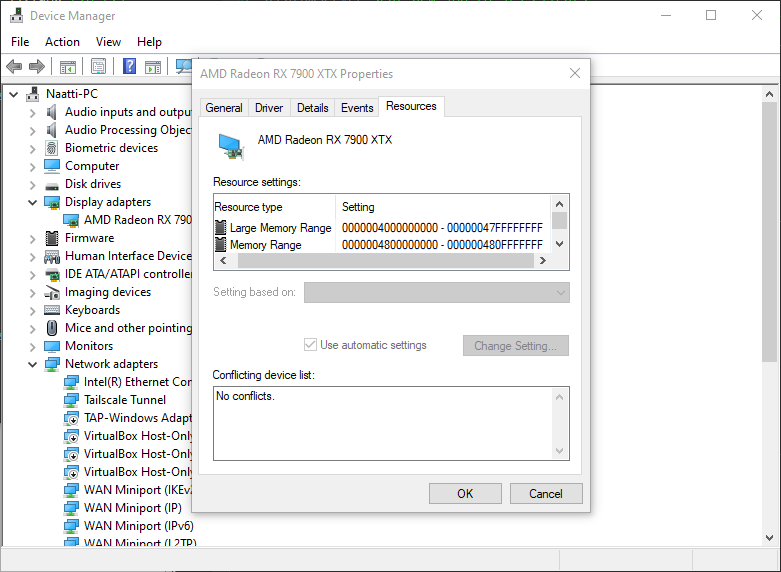 Device Manager
File Action View Help
AMD Radeon RX 7900 XTX Properties
General Driver Details Events Resources
AMD Radeon RX 7900 XTX
Resource settings:
Resource type Setting
Large Memory Range 0000004000000000 - 00000047FFFFFFFF
Memory Range 0000004800000000 - 000000480FFFFFFF
Setting based on:
Use automatic settings Change Setting...
Conflicting device list:
No conflicts.
OK Cancel
Naatti-PC
Audio inputs and outpu
Audio Processing Objec
Biometric devices
Computer
Disk drives
Display adapters
AMD Radeon RX 790
Firmware
Human Interface Device
IDE ATA/ATAPI controlle
Imaging devices
Keyboards
Mice and other pointing
Monitors
Network adapters
Intel(R) Ethernet Con
Tailscale Tunnel
TAP-Windows Adapt
VirtualBox Host-Only
VirtualBox Host-Only
VirtualBox Host-Only
WAN Miniport (IKEv2
WAN Miniport (IP)
WAN Miniport (IPv6)
WAN Miniport (L2TP)